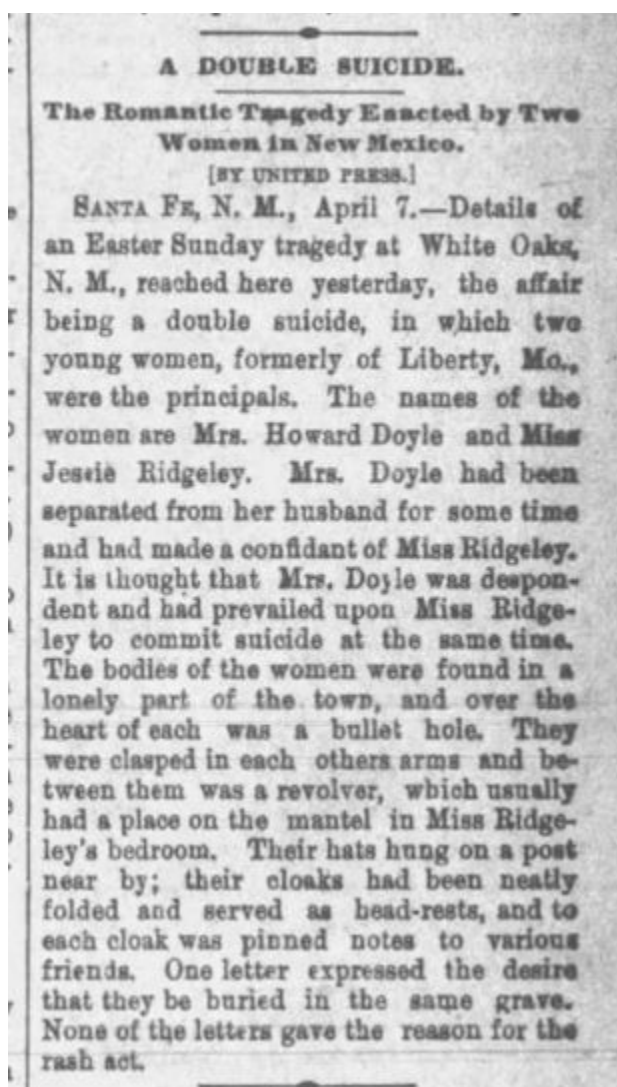 A DOUBLE SUICIDE.
The Romantic Tragedy Enacted by Two
Women in New Mexico.
[BY UNITED PRESS.]
SANTA FE, N. M., April 7.—Details of
an Easter Sunday tragedy at White Oaks,
N. M., reached here yesterday, the affair
being a double suicide, in which two
young women, formerly of Liberty, Mo.,
were the principals. The names of the
women are Mrs. Howard Doyle and Miss
Jessie Ridgeley. Mrs. Doyle had been
separated from her husband for some time
and had made a confidant of Miss Ridgeley.
It is thought that Mrs. Doyle was despon-
dent and had prevailed upon Miss Ridge-
ley to commit suicide at the same time.
The bodies of the women were found in a
lonely part of the town, and over the
heart of each was a bullet hole. They
were clasped in each others arms and be-
tween them was a revolver, which usually
had a place on the mantel in Miss Ridge-
ley's bedroom. Their hats hung on a post
near by; their cloaks had been neatly
folded and served as head-rests, and to
each cloak was pinned notes to various
friends. One letter expressed the desire
that they be buried in the same grave.
None of the letters gave the reason for the
rash act.